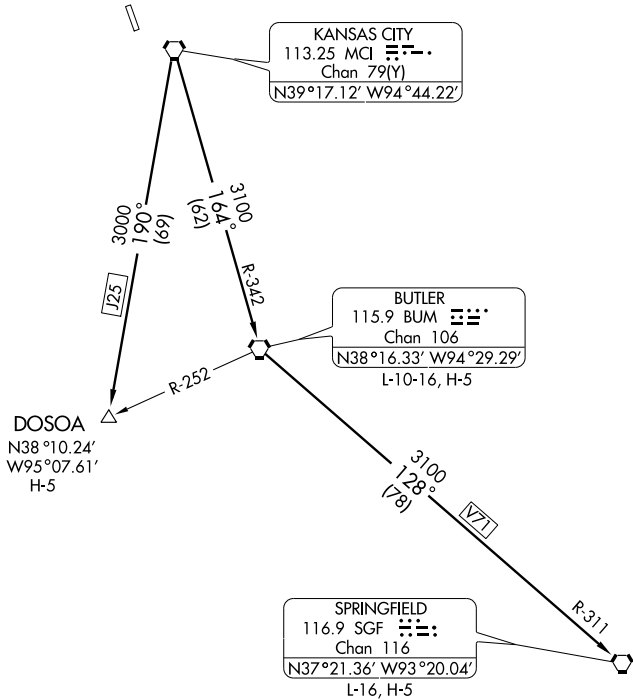 KANSAS CITY
113.25 MCI
Chan 79(Y)
N39°17.12' W94°44.22'
3000
190°
(69)
3100
164°
(62)
J25
R-342
BUTLER
115.9 BUM
Chan 106
N38°16.33' W94°29.29'
L-10-16, H-5
R-252
DOSOA
N38°10.24'
W95°07.61'
H-5
3100
128°
(78)
V71
R-311
SPRINGFIELD
116.9 SGF
Chan 116
N37°21.36' W93°20.04'
L-16, H-5